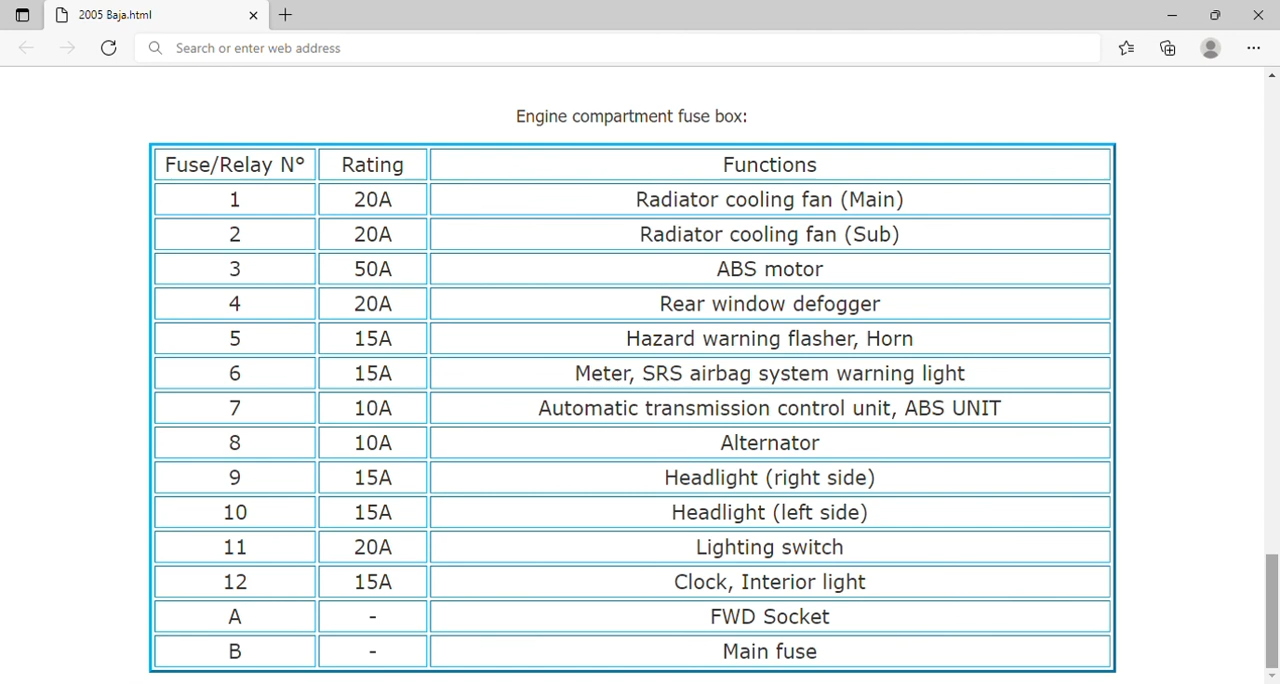 2005 Baja.html
Search or enter web address
Engine compartment fuse box:
Fuse/Relay N° Rating Functions
1 20A Radiator cooling fan (Main)
2 20A Radiator cooling fan (Sub)
3 50A ABS motor
4 20A Rear window defogger
5 15A Hazard warning flasher, Horn
6 15A Meter, SRS airbag system warning light
7 10A Automatic transmission control unit, ABS UNIT
8 10A Alternator
9 15A Headlight (right side)
10 15A Headlight (left side)
11 20A Lighting switch
12 15A Clock, Interior light
A - FWD Socket
B - Main fuse